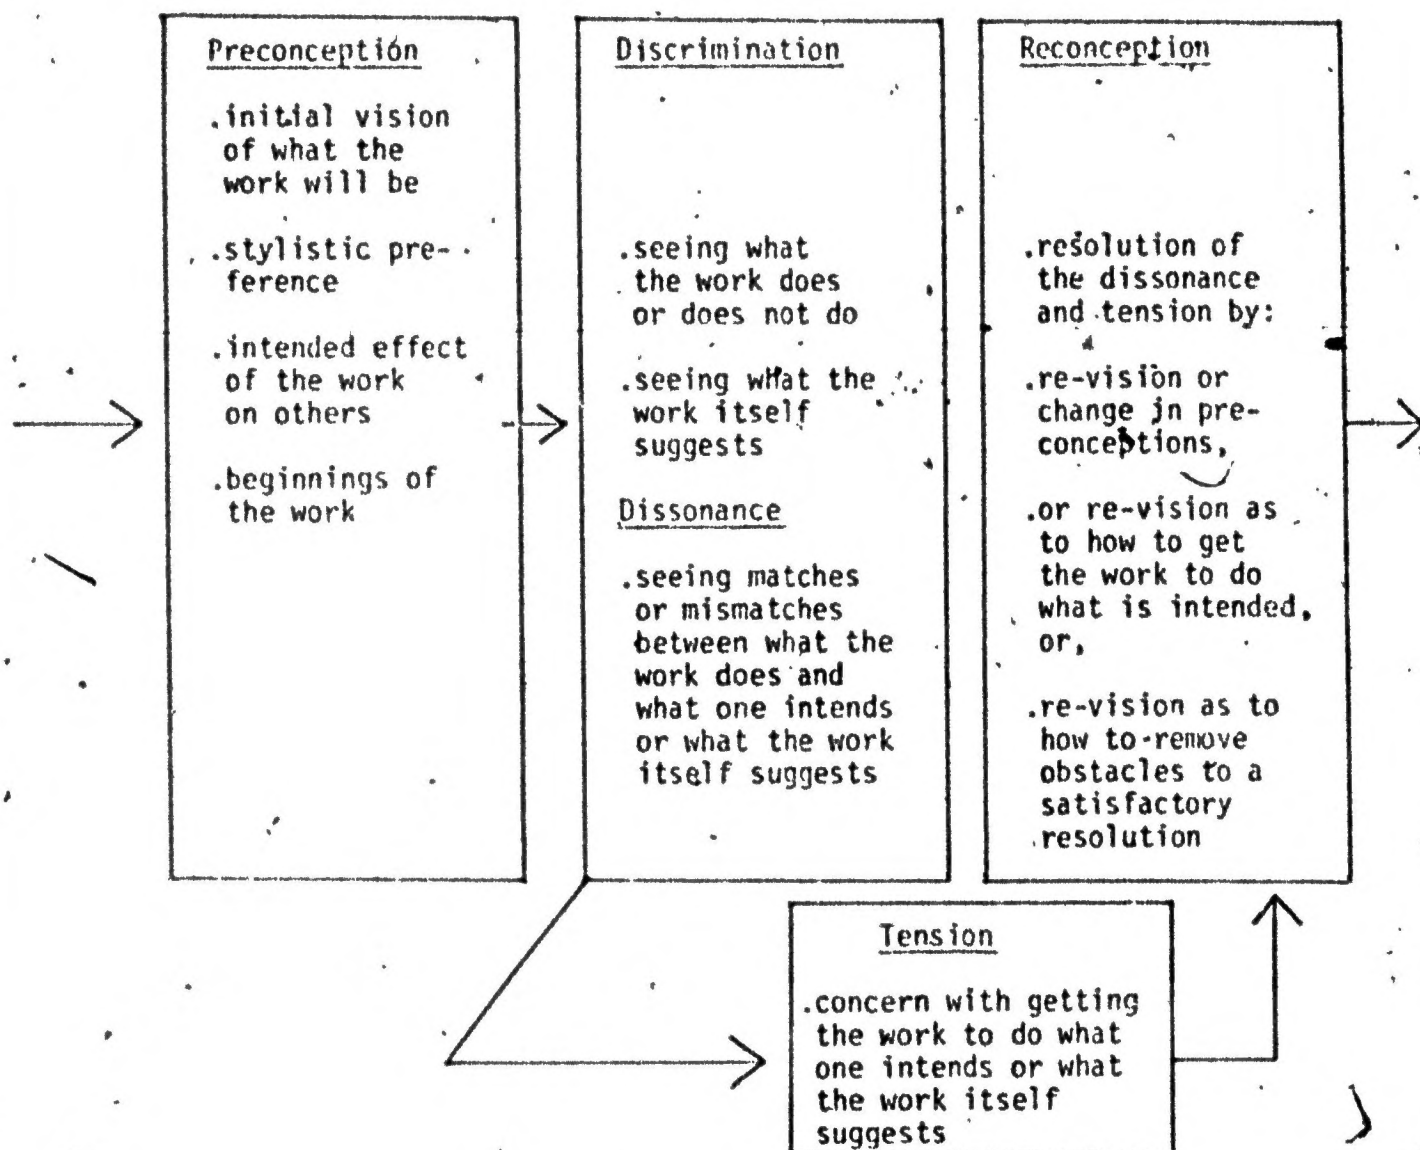 Preconception
.initial vision
of what the
work will be
.stylistic pre-
ference
.intended effect
of the work
on others
.beginnings of
the work
Discrimination
.seeing what
the work does
or does not do
.seeing what the
work itself
suggests
Dissonance
.seeing matches
or mismatches
between what the
work does and
what one intends
or what the work
itself suggests
Reconception
.resolution of
the dissonance
and tension by:
.re-vision or
change in pre-
conceptions,
.or re-vision as
to how to get
the work to do
what is intended,
or,
.re-vision as to
how to remove
obstacles to a
satisfactory
resolution
Tension
.concern with getting
the work to do what
one intends or what
the work itself
suggests